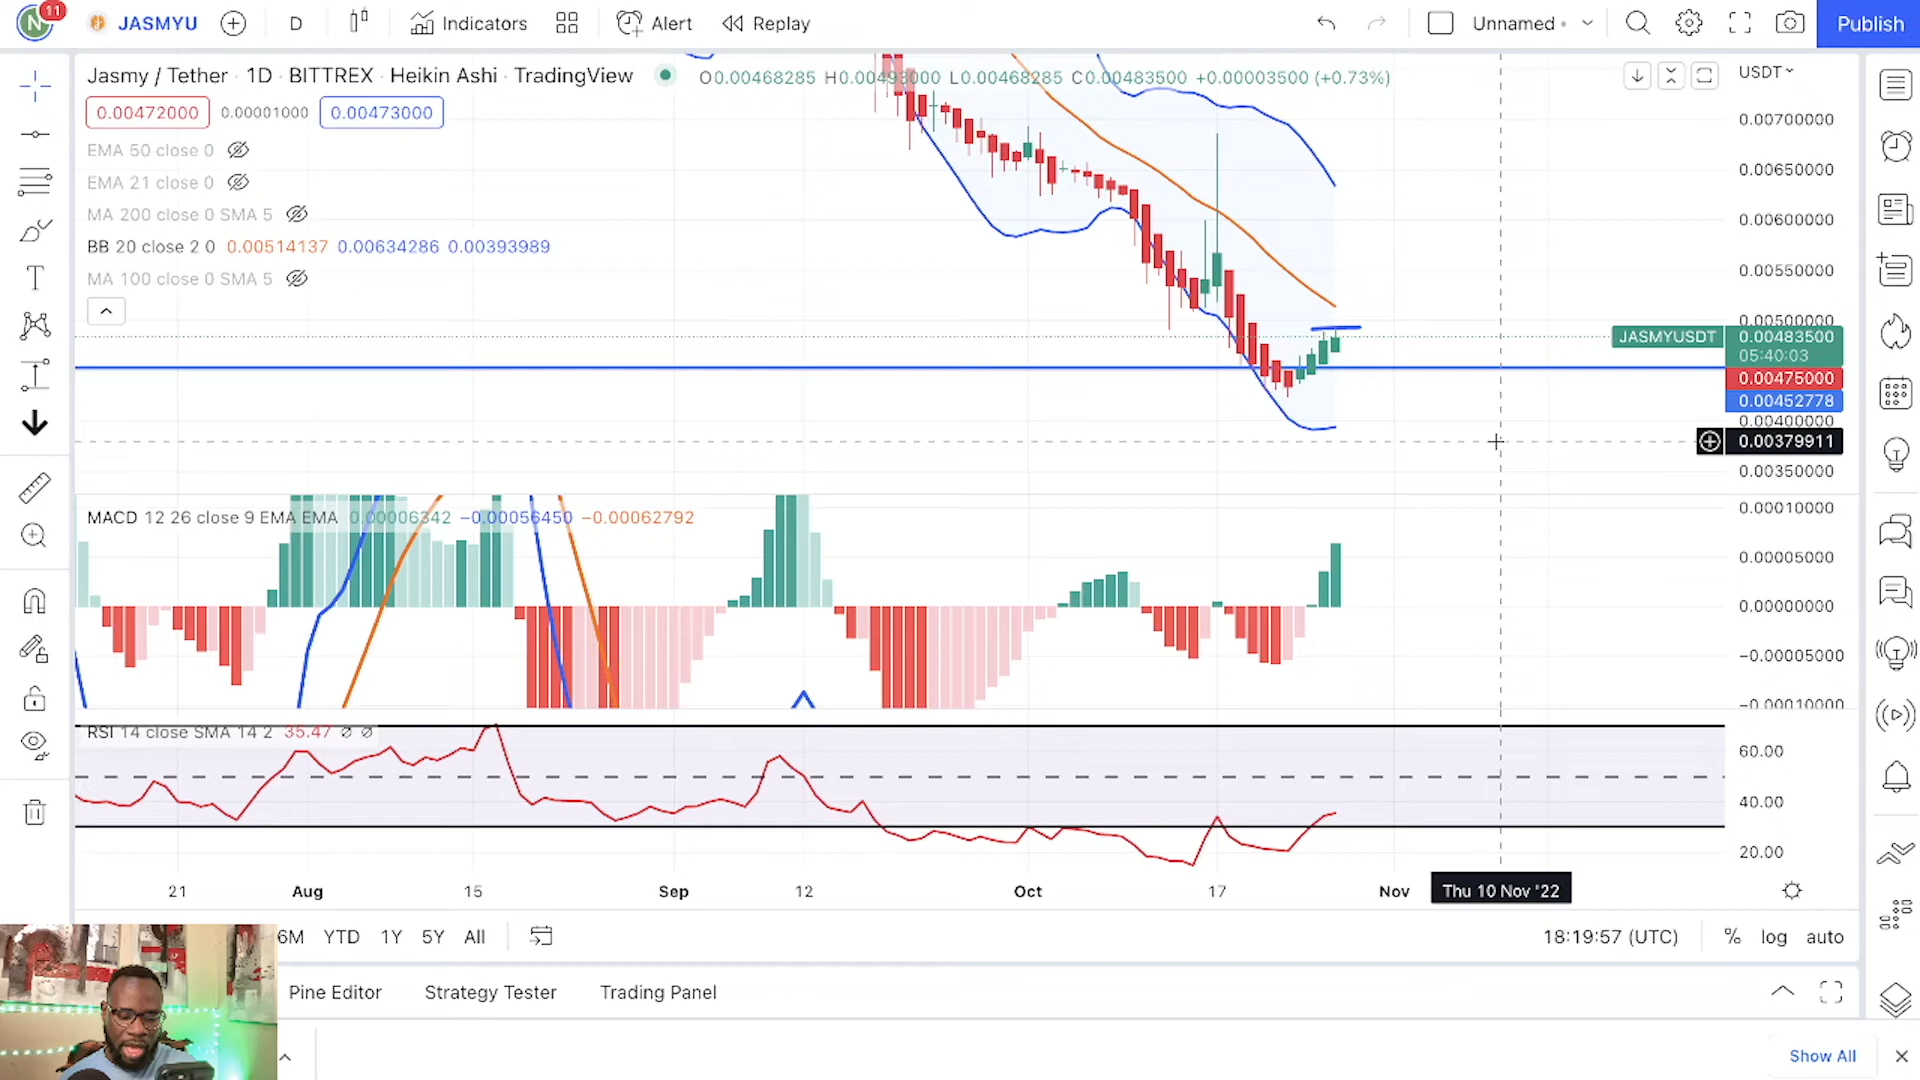 N 11 JASMYU D Indicators Alert Replay Unnamed Publish
Jasmy / Tether · 1D · BITTREX · Heikin Ashi · TradingView O0.00468285 H0.00493000 L0.00468285 C0.00483500 +0.00003500 (+0.73%) USDT
0.00472000 0.00001000 0.00473000
EMA 50 close 0
EMA 21 close 0
MA 200 close 0 SMA 5
BB 20 close 2 0 0.00514137 0.00634286 0.00393989
MA 100 close 0 SMA 5
0.00700000
0.00650000
0.00600000
0.00550000
0.00500000
JASMYUSDT 0.00483500
05:40:03
0.00475000
0.00452778
0.00400000
0.00379911
0.00350000
MACD 12 26 close 9 EMA EMA 0.00006342 −0.00056450 −0.00062792
0.00010000
0.00005000
0.00000000
−0.00005000
−0.00010000
RSI 14 close SMA 14 2 35.47 ∅ ∅
60.00
40.00
20.00
21 Aug 15 Sep 12 Oct 17 Nov Thu 10 Nov '22
6M YTD 1Y 5Y All 18:19:57 (UTC) % log auto
Pine Editor Strategy Tester Trading Panel
Show All